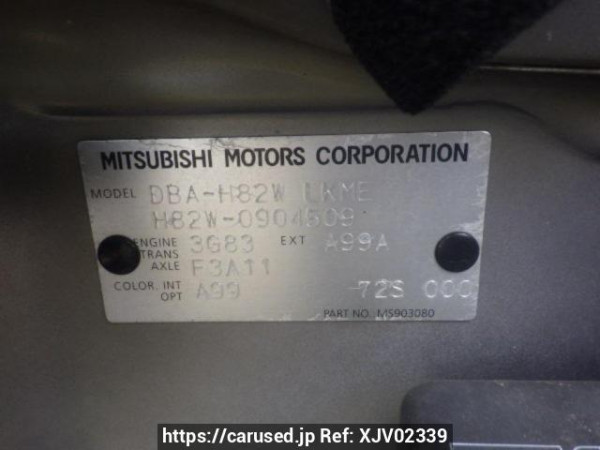 MITSUBISHI MOTORS CORPORATION
MODEL DBA-H82W LKME
H82W-0904509
ENGINE 3G83 EXT A99A
TRANS
AXLE F3A11
COLOR. INT A99 72S 000
OPT
PART NO. MS903080
https://carused.jp Ref: XJV02339